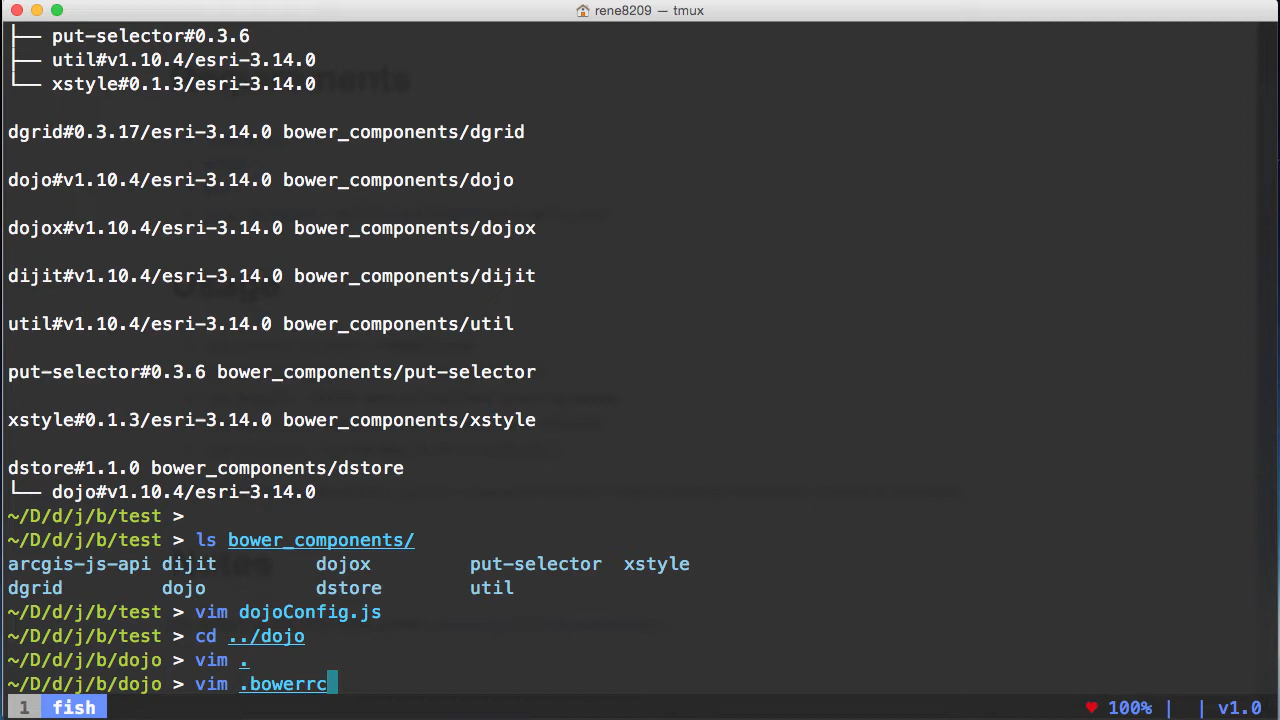 rene8209 — tmux
├── put-selector#0.3.6
├── util#v1.10.4/esri-3.14.0
└── xstyle#0.1.3/esri-3.14.0
dgrid#0.3.17/esri-3.14.0 bower_components/dgrid
dojo#v1.10.4/esri-3.14.0 bower_components/dojo
dojox#v1.10.4/esri-3.14.0 bower_components/dojox
dijit#v1.10.4/esri-3.14.0 bower_components/dijit
util#v1.10.4/esri-3.14.0 bower_components/util
put-selector#0.3.6 bower_components/put-selector
xstyle#0.1.3/esri-3.14.0 bower_components/xstyle
dstore#1.1.0 bower_components/dstore
└── dojo#v1.10.4/esri-3.14.0
~/D/d/j/b/test >
~/D/d/j/b/test > ls bower_components/
arcgis-js-api dijit dojox put-selector xstyle
dgrid dojo dstore util
~/D/d/j/b/test > vim dojoConfig.js
~/D/d/j/b/test > cd ../dojo
~/D/d/j/b/dojo > vim .
~/D/d/j/b/dojo > vim .bowerrc
1 fish ♥ 100% | | v1.0